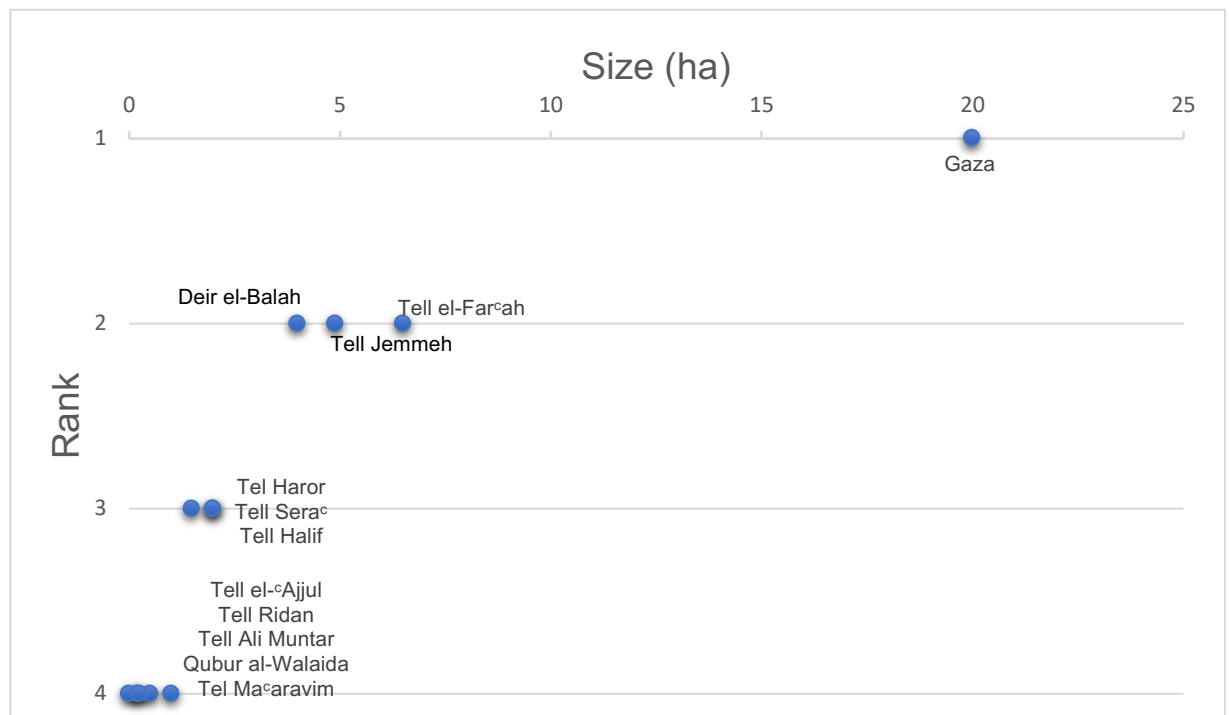 Size (ha)
0 5 10 15 20 25
1
Gaza
Deir el-Balah
Tell el-Farᶜah
2
Tell Jemmeh
Rank
Tel Haror
3
Tell Seraᶜ
Tell Halif
Tell el-ᶜAjjul
Tell Ridan
Tell Ali Muntar
Qubur al-Walaida
4
Tel Maᶜaravim